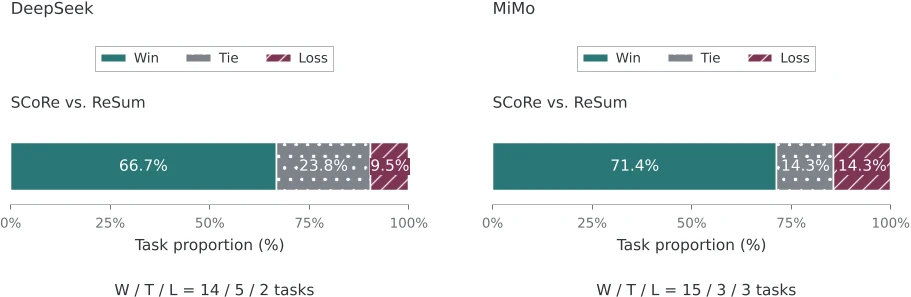 DeepSeek
Win Tie Loss
SCoRe vs. ReSum
66.7% 23.8% 9.5%
0% 25% 50% 75% 100%
Task proportion (%)
W / T / L = 14 / 5 / 2 tasks
MiMo
Win Tie Loss
SCoRe vs. ReSum
71.4% 14.3% 14.3%
0% 25% 50% 75% 100%
Task proportion (%)
W / T / L = 15 / 3 / 3 tasks